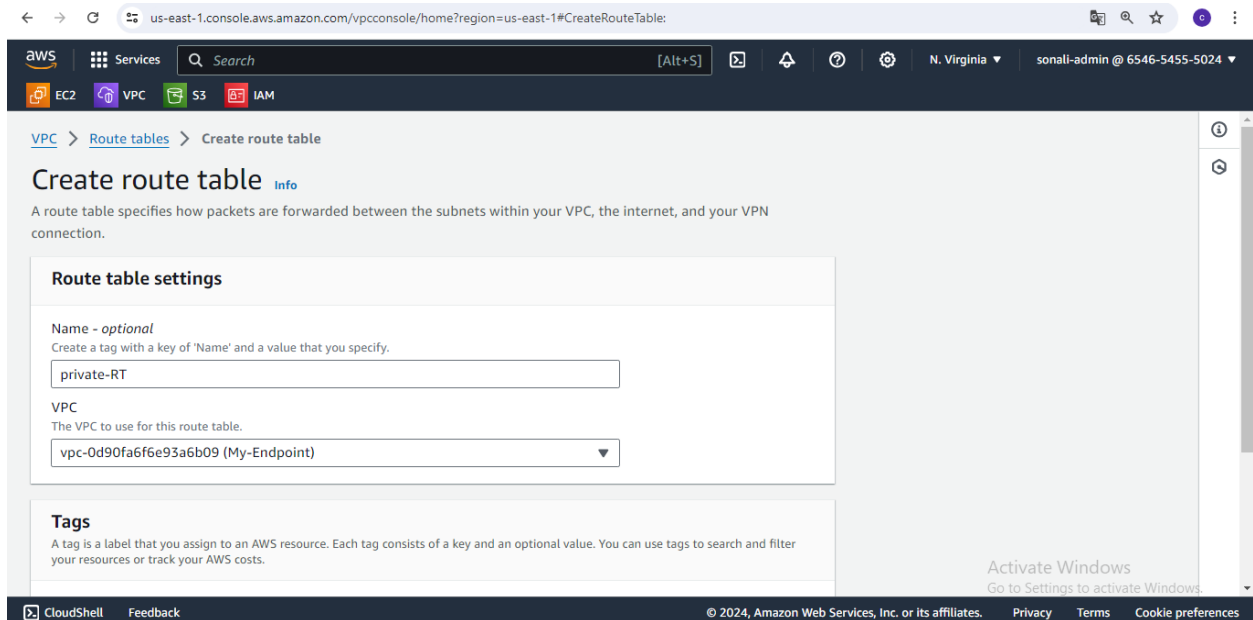 us-east-1.console.aws.amazon.com/vpcconsole/home?region=us-east-1#CreateRouteTable:
C
aws Services Search [Alt+S] N. Virginia ▼ sonali-admin @ 6546-5455-5024 ▼
EC2 VPC S3 IAM
VPC > Route tables > Create route table
Create route table Info
A route table specifies how packets are forwarded between the subnets within your VPC, the internet, and your VPN
connection.
Route table settings
Name - optional
Create a tag with a key of 'Name' and a value that you specify.
private-RT
VPC
The VPC to use for this route table.
vpc-0d90fa6f6e93a6b09 (My-Endpoint)
Tags
A tag is a label that you assign to an AWS resource. Each tag consists of a key and an optional value. You can use tags to search and filter
your resources or track your AWS costs.
Activate Windows
Go to Settings to activate Windows.
CloudShell Feedback © 2024, Amazon Web Services, Inc. or its affiliates. Privacy Terms Cookie preferences